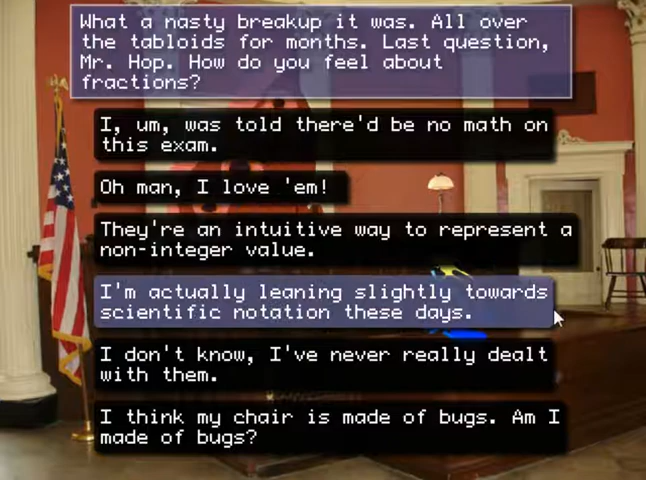 What a nasty breakup it was. All over
the tabloids for months. Last question,
Mr. Hop. How do you feel about
fractions?
I, um, was told there'd be no math on
this exam.
Oh man, I love 'em!
They're an intuitive way to represent a
non-integer value.
I'm actually leaning slightly towards
scientific notation these days.
I don't know, I've never really dealt
with them.
I think my chair is made of bugs. Am I
made of bugs?